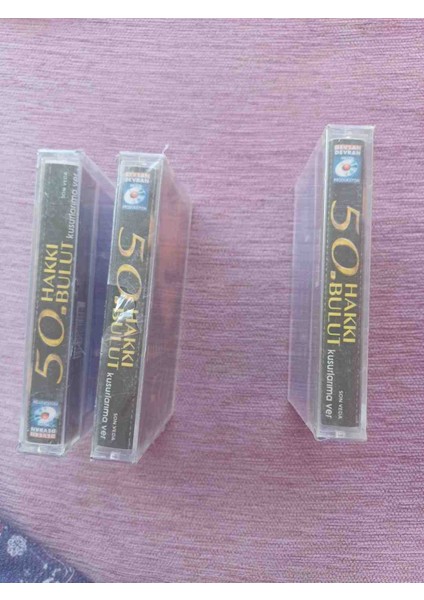 50. HAKKI
BULUT
kusurlarıma ver
SON VEDA
50. HAKKI
BULUT
kusurlarıma ver
SON VEDA
50. HAKKI
BULUT
kusurlarıma ver
SON VEDA